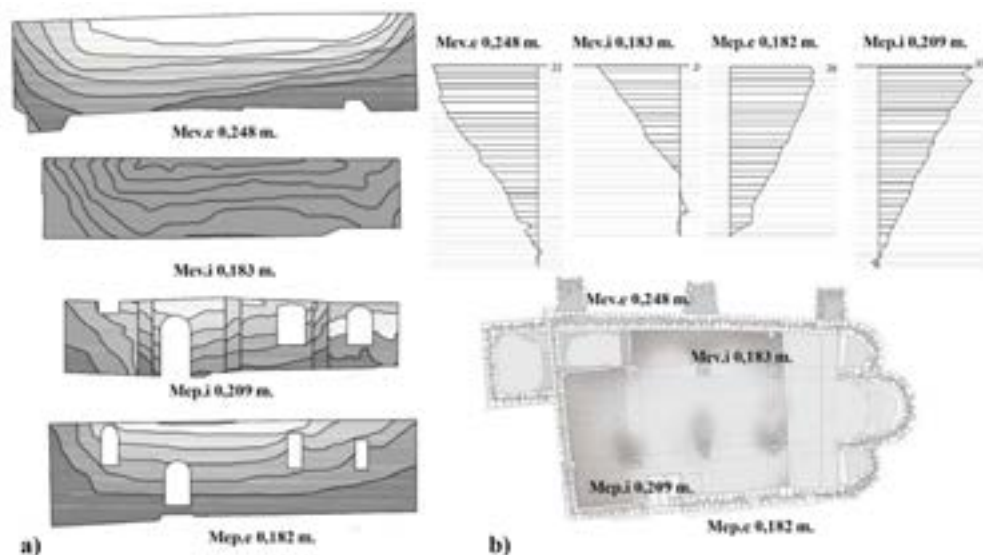 Mev.e 0,248 m.
Mev.i 0,183 m.
Mep.i 0,209 m.
Mep.e 0,182 m.
a)
Mev.e 0,248 m.
Mev.i 0,183 m.
Mep.e 0,182 m.
Mep.i 0,209 m.
Mev.e 0,248 m.
Mev.i 0,183 m.
Mep.i 0,209 m.
Mep.e 0,182 m.
b)